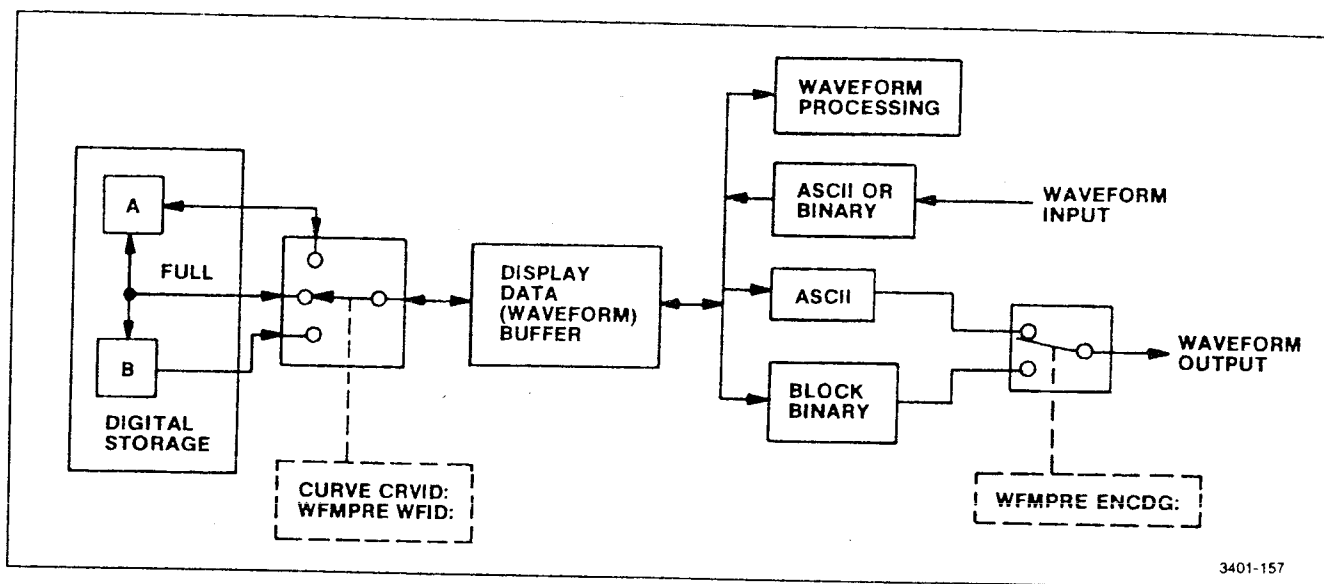 WAVEFORM
PROCESSING
A
ASCII OR
BINARY
WAVEFORM
INPUT
FULL
DISPLAY
DATA
(WAVEFORM)
BUFFER
ASCII
B
BLOCK
BINARY
WAVEFORM
OUTPUT
DIGITAL
STORAGE
CURVE CRVID:
WFMPRE WFID:
WFMPRE ENCDG:
3401-157